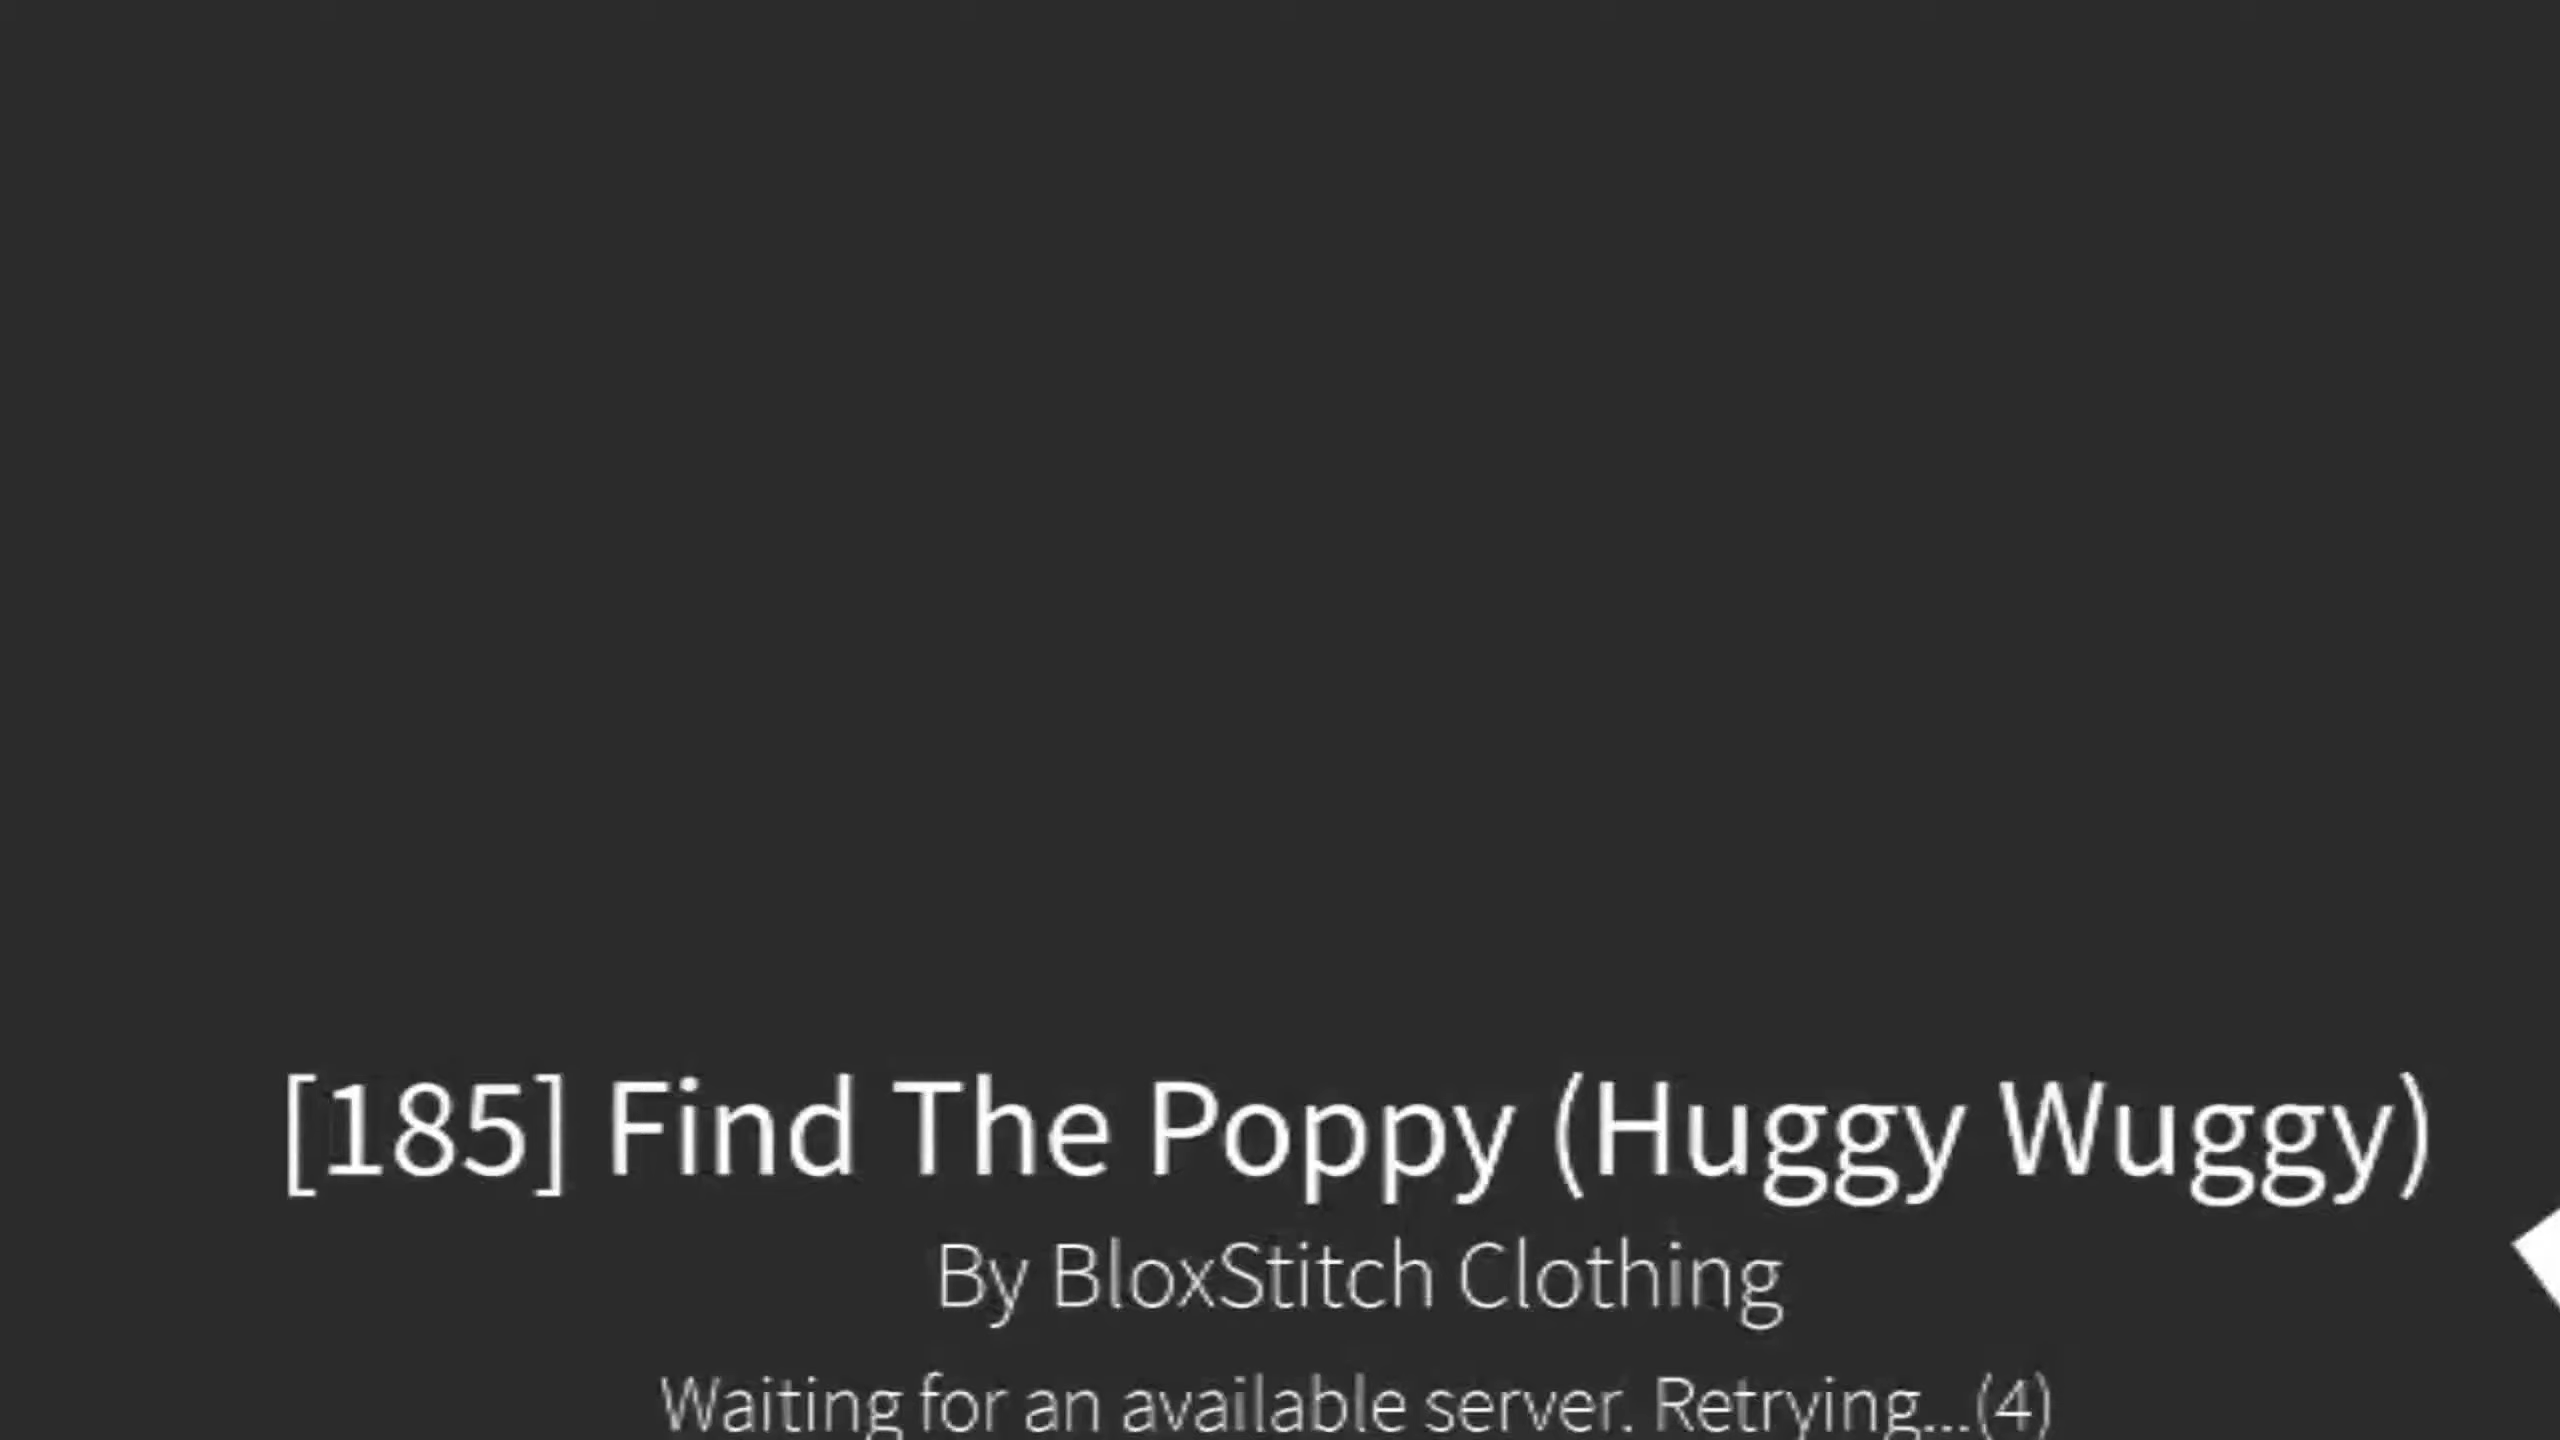 [185] Find The Poppy (Huggy Wuggy)
By BloxStitch Clothing
Waiting for an available server. Retrying...(4)